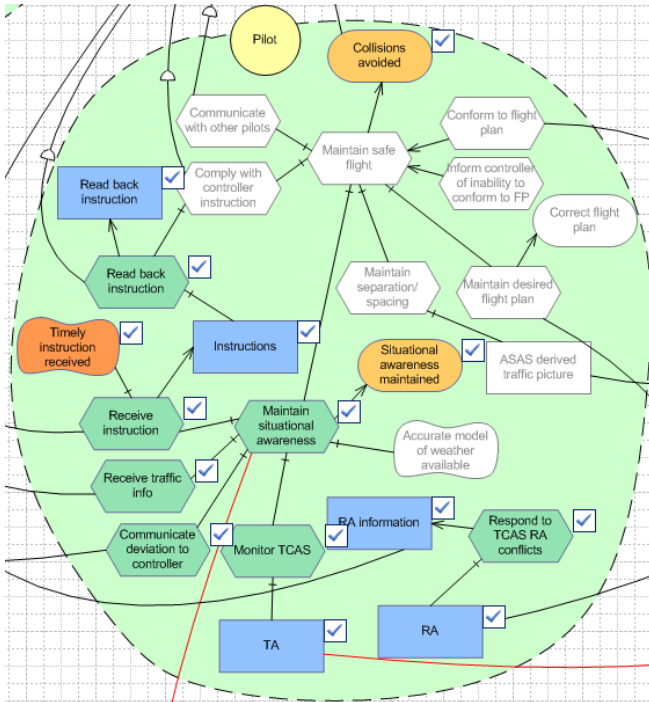 Pilot
Collisions
avoided
Communicate
with other pilots
Conform to flight
plan
Maintain safe
flight
Read back
instruction
Comply with
controller
instruction
Inform controller
of inability to
conform to FP
Correct flight
plan
Read back
instruction
Maintain
separation/
spacing
Maintain desired
flight plan
Timely
instruction
received
Instructions
Situational
awareness
maintained
ASAS derived
traffic picture
Receive
instruction
Maintain
situational
awareness
Accurate model
of weather
available
Receive traffic
info
RA information
Respond to
TCAS RA
conflicts
Communicate
deviation to
controller
Monitor TCAS
TA
RA